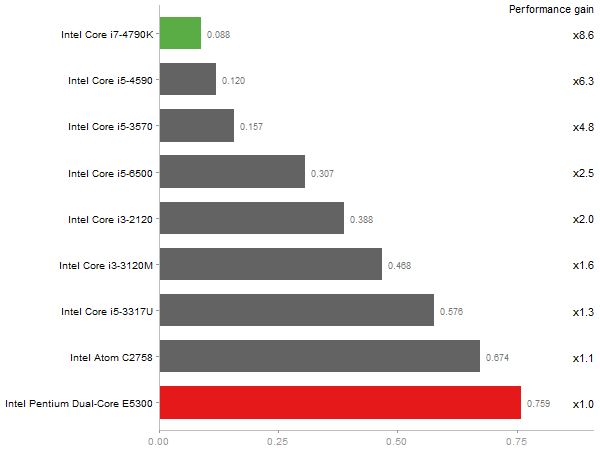 Performance gain
Intel Core i7-4790K 0.088 x8.6
Intel Core i5-4590 0.120 x6.3
Intel Core i5-3570 0.157 x4.8
Intel Core i5-6500 0.307 x2.5
Intel Core i3-2120 0.388 x2.0
Intel Core i3-3120M 0.468 x1.6
Intel Core i5-3317U 0.576 x1.3
Intel Atom C2758 0.674 x1.1
Intel Pentium Dual-Core E5300 0.759 x1.0
0.00 0.25 0.50 0.75